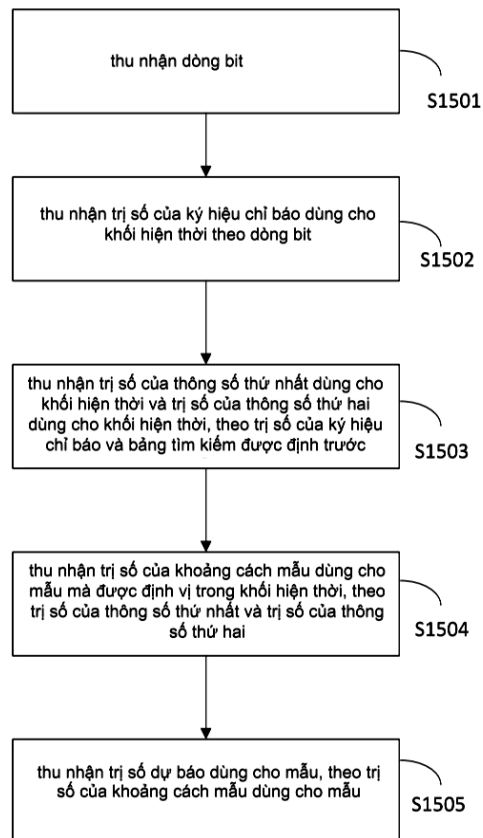 thu nhận dòng bit
S1501
thu nhận trị số của ký hiệu chỉ báo dùng cho
khối hiện thời theo dòng bit
S1502
thu nhận trị số của thông số thứ nhất dùng cho
khối hiện thời và trị số của thông số thứ hai
dùng cho khối hiện thời, theo trị số của ký hiệu
chỉ báo và bảng tìm kiếm được định trước
S1503
thu nhận trị số của khoảng cách mẫu dùng cho
mẫu mà được định vị trong khối hiện thời, theo
trị số của thông số thứ nhất và trị số của thông
số thứ hai
S1504
thu nhận trị số dự báo dùng cho mẫu, theo trị
số của khoảng cách mẫu dùng cho mẫu
S1505